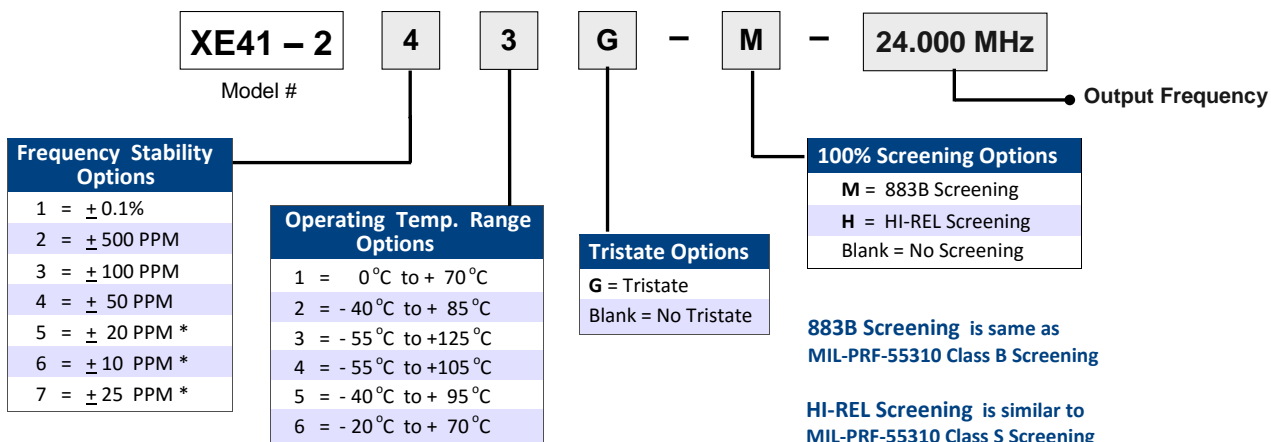 XE41 – 2 4 3 G – M – 24.000 MHz
Model #
Output Frequency
Frequency Stability
Options
1 = ± 0.1%
2 = ± 500 PPM
3 = ± 100 PPM
4 = ± 50 PPM
5 = ± 20 PPM *
6 = ± 10 PPM *
7 = ± 25 PPM *
Operating Temp. Range
Options
1 = 0°C to + 70°C
2 = - 40°C to + 85°C
3 = - 55°C to +125°C
4 = - 55°C to +105°C
5 = - 40°C to + 95°C
6 = - 20°C to + 70°C
Tristate Options
G = Tristate
Blank = No Tristate
100% Screening Options
M = 883B Screening
H = HI-REL Screening
Blank = No Screening
883B Screening is same as
MIL-PRF-55310 Class B Screening
HI-REL Screening is similar to
MIL-PRF-55310 Class S Screening